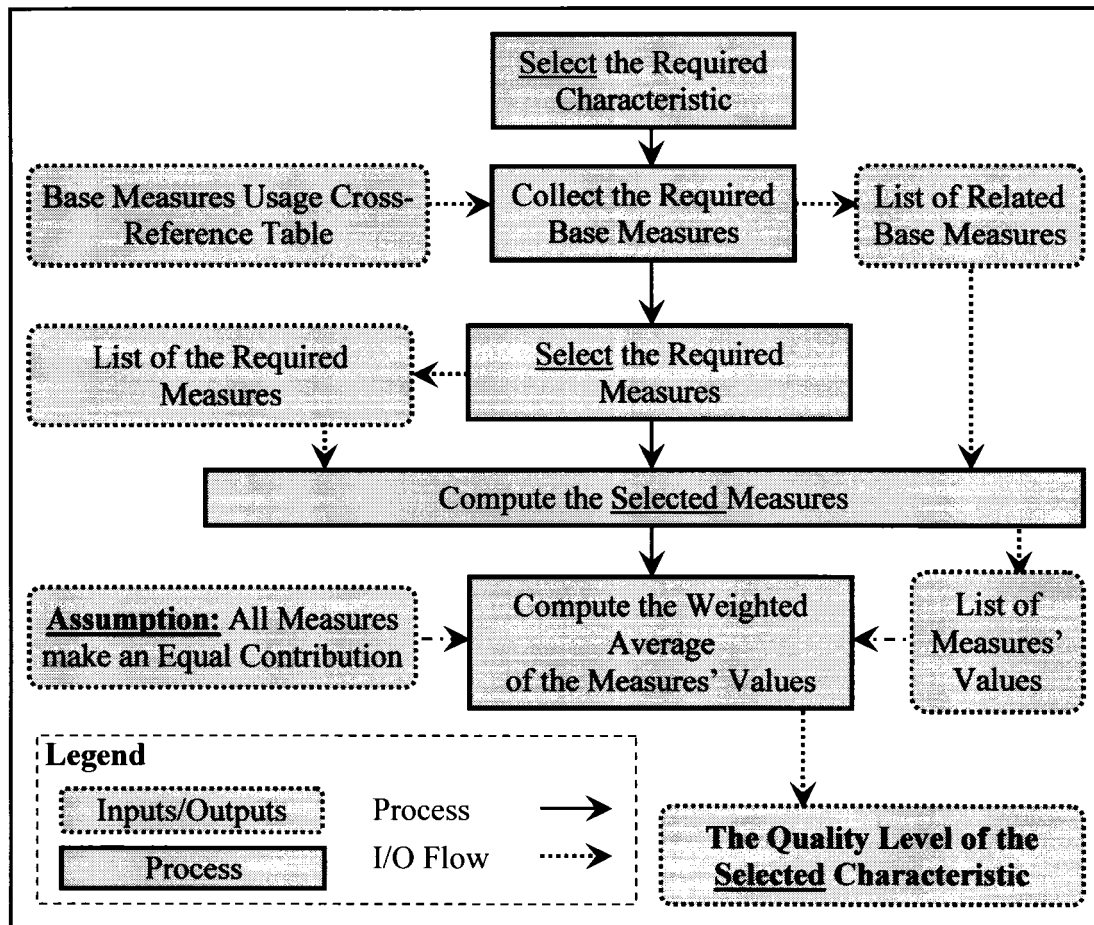 Select the Required
Characteristic
Base Measures Usage Cross-
Reference Table
Collect the Required
Base Measures
List of Related
Base Measures
List of the Required
Measures
Select the Required
Measures
Compute the Selected Measures
Assumption: All Measures
make an Equal Contribution
Compute the Weighted
Average
of the Measures’ Values
List of
Measures’
Values
Legend
Inputs/Outputs
Process
Process
I/O Flow
The Quality Level of the
Selected Characteristic